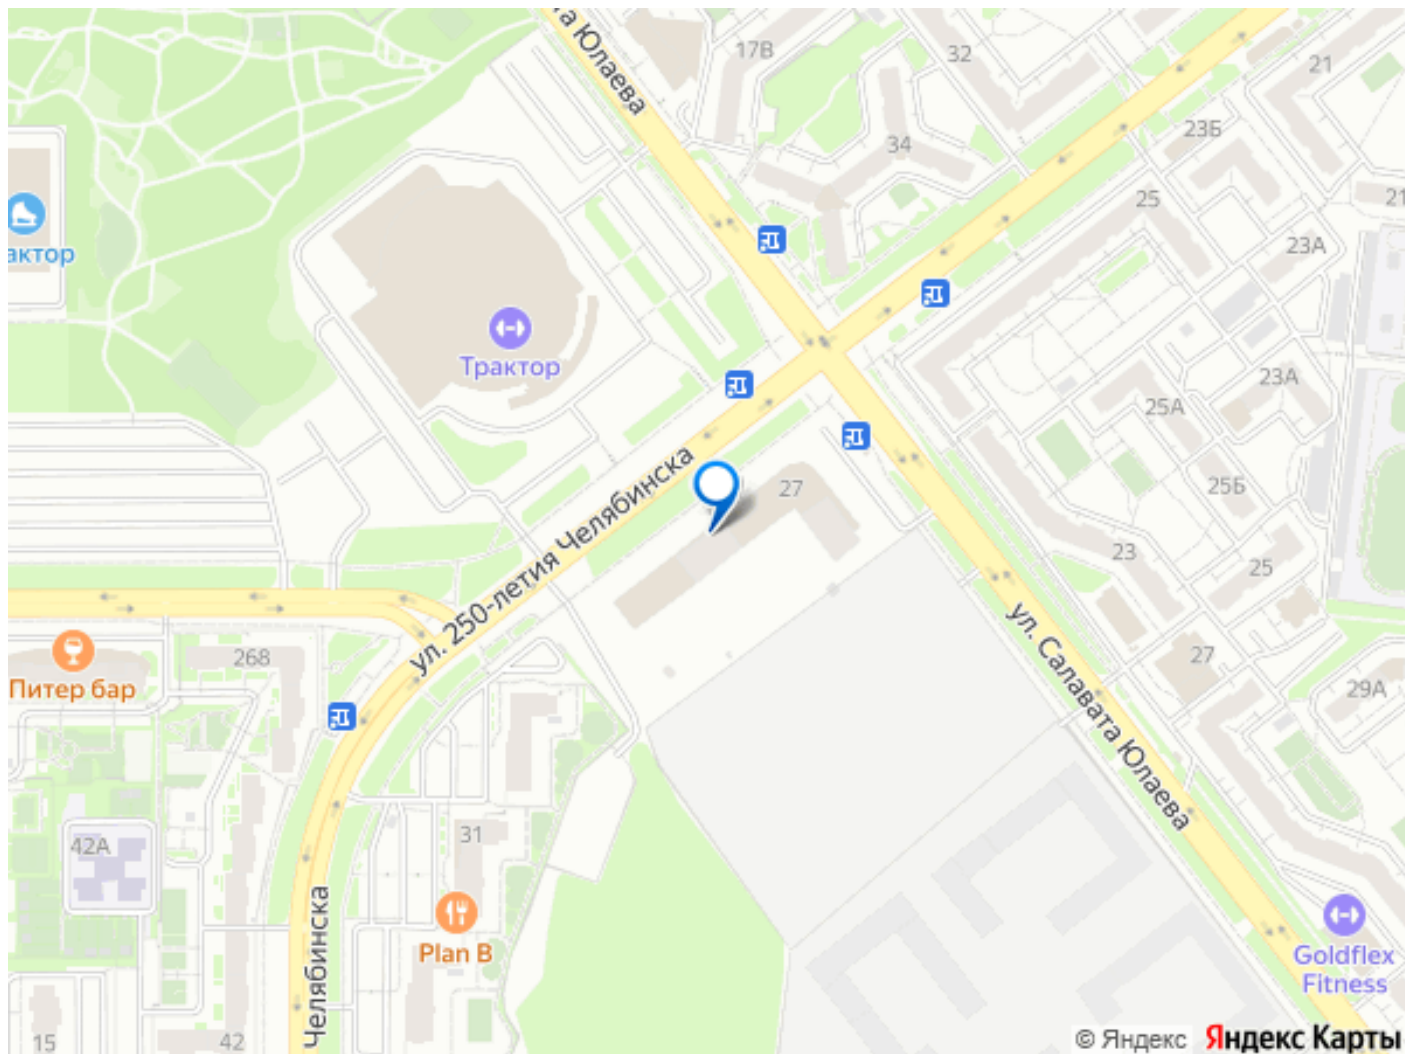 та Юлаева
17В
32
21
23Б
34
25
21
23А
актор
Трактор
23А
25А
25Б
27
ул. 250-летия Челябинска
23
25
ул. Салавата Юлаева
27
29А
268
Питер бар
31
42А
Plan B
Челябинска
Goldflex
Fitness
15
42
© Яндекс Яндекс Карты